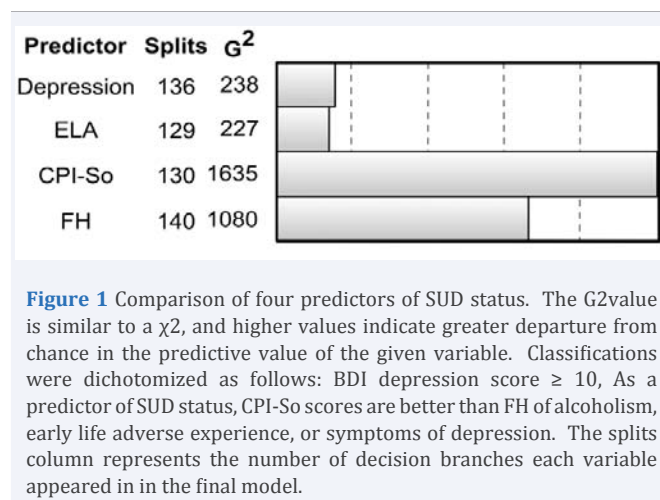 Predictor Splits G2
Depression 136 238
ELA 129 227
CPI-So 130 1635
FH 140 1080
Figure 1 Comparison of four predictors of SUD status. The G2value
is similar to a χ2, and higher values indicate greater departure from
chance in the predictive value of the given variable. Classifications
were dichotomized as follows: BDI depression score ≥ 10, As a
predictor of SUD status, CPI-So scores are better than FH of alcoholism,
early life adverse experience, or symptoms of depression. The splits
column represents the number of decision branches each variable
appeared in in the final model.